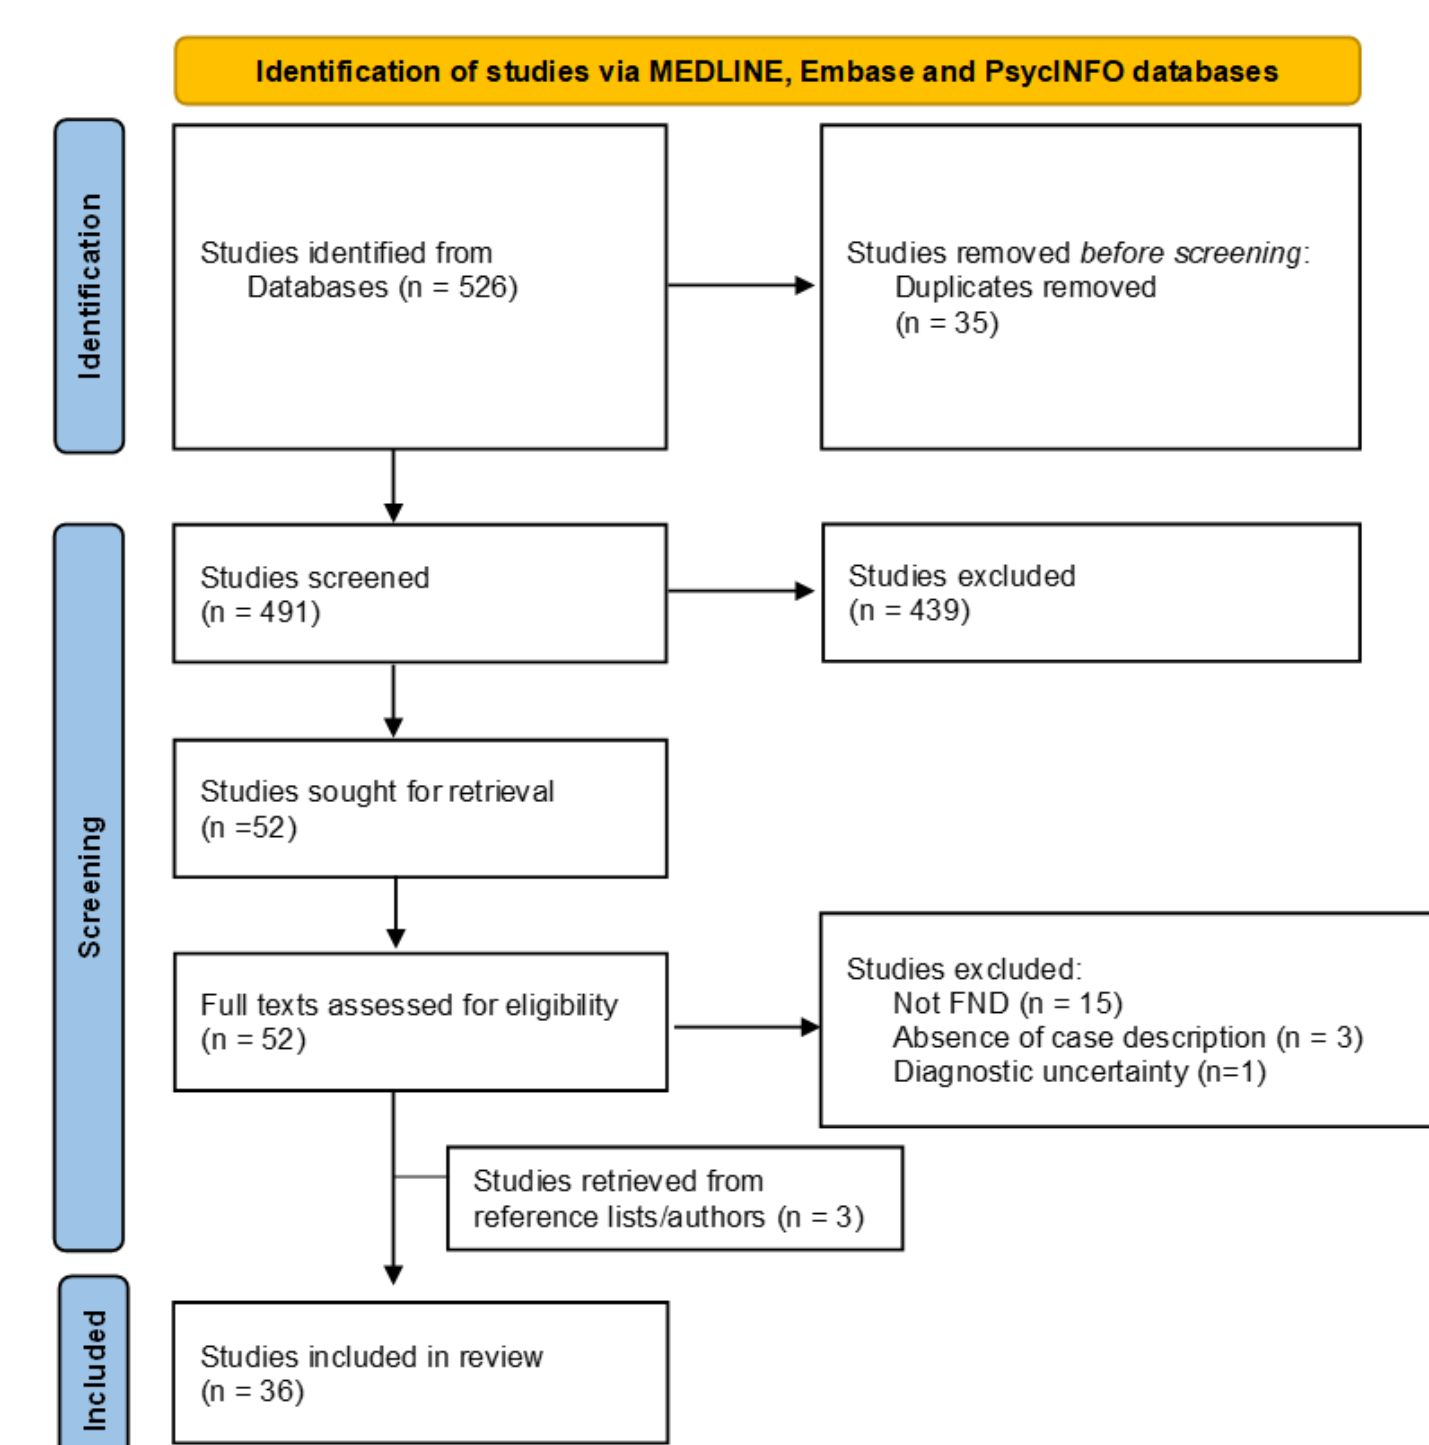 Identification of studies via MEDLINE, Embase and PsycINFO databases
Identification
Studies identified from
Databases (n = 526)
Studies removed before screening:
Duplicates removed
(n = 35)
Screening
Studies screened
(n = 491)
Studies excluded
(n = 439)
Studies sought for retrieval
(n =52)
Full texts assessed for eligibility
(n = 52)
Studies excluded:
Not FND (n = 15)
Absence of case description (n = 3)
Diagnostic uncertainty (n=1)
Studies retrieved from
reference lists/authors (n = 3)
Included
Studies included in review
(n = 36)